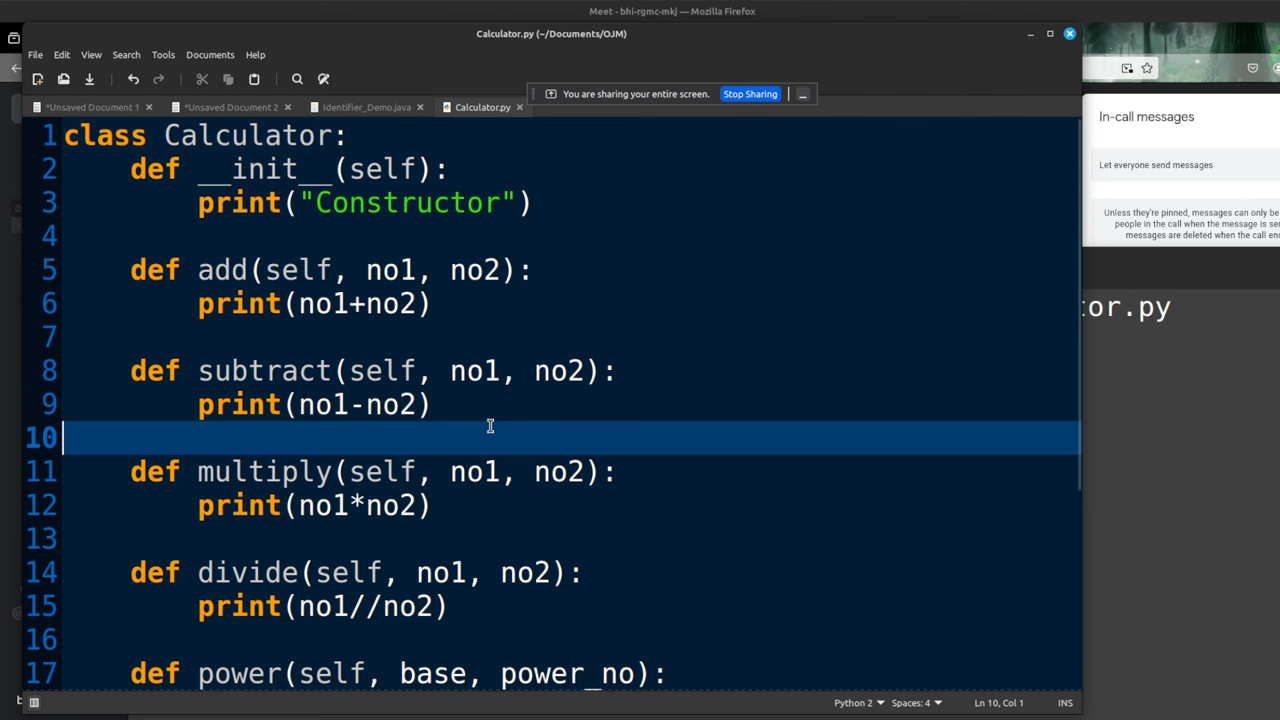 Meet - bhi-rgmc-mkj — Mozilla Firefox
Calculator.py (~/Documents/OJM)
File Edit View Search Tools Documents Help
You are sharing your entire screen. Stop Sharing
*Unsaved Document 1 *Unsaved Document 2 Identifier_Demo.java Calculator.py
1 class Calculator:
2 def __init__(self):
3 print("Constructor")
4
5 def add(self, no1, no2):
6 print(no1+no2)
7
8 def subtract(self, no1, no2):
9 print(no1-no2)
10
11 def multiply(self, no1, no2):
12 print(no1*no2)
13
14 def divide(self, no1, no2):
15 print(no1//no2)
16
17 def power(self, base, power_no):
Python 2 Spaces: 4 Ln 10, Col 1 INS
In-call messages
Let everyone send messages
Unless they're pinned, messages can only be
people in the call when the message is
messages are deleted when the call
tor.py